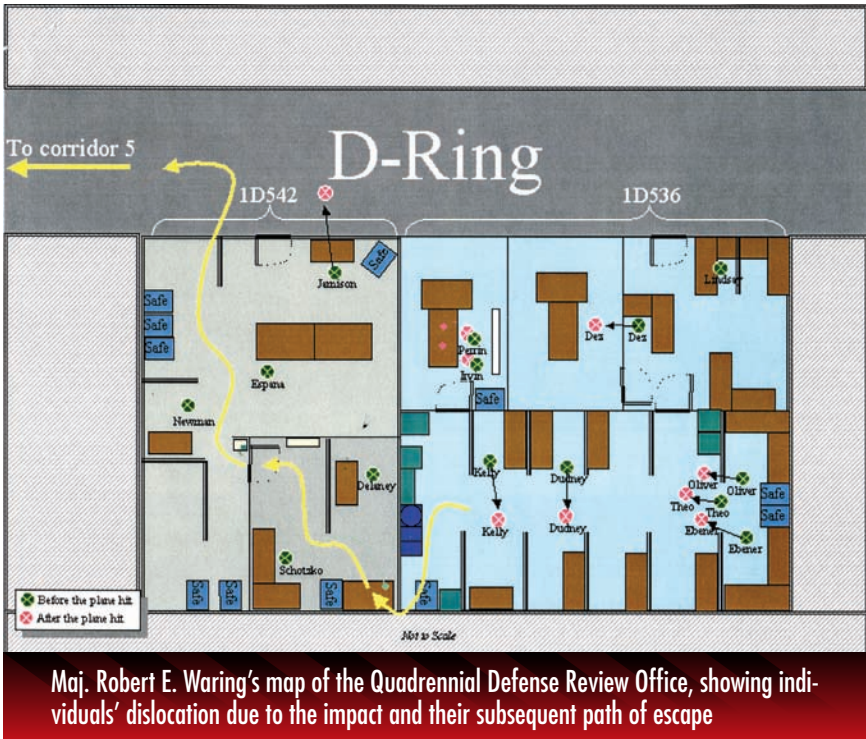 To corridor 5
D-Ring
1D542
1D536
Jamison
Safe
Lindsay
Safe
Safe
Safe
Dez
Dez
Perrin
Irvin
Espana
Safe
Newman
Kelly
Dudney
Delaney
Oliver
Oliver
Safe
Theo
Theo
Safe
Kelly
Dudney
Ebener
Ebener
Schotzko
Safe
Safe
Safe
Safe
Before the plane hit
After the plane hit
Not to Scale
Maj. Robert E. Waring’s map of the Quadrennial Defense Review Office, showing indi-
viduals’ dislocation due to the impact and their subsequent path of escape